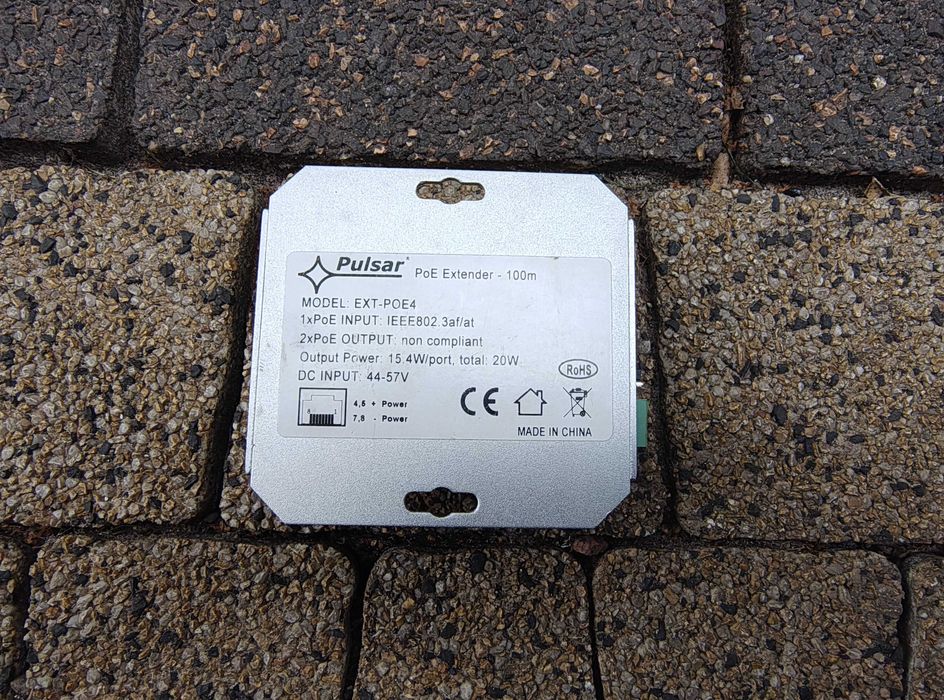 Pulsar®
PoE Extender - 100m
MODEL: EXT-POE4
1xPoE INPUT: IEEE802.3af/at
2xPoE OUTPUT: non compliant
Output Power: 15.4W/port, total: 20W
DC INPUT: 44-57V
RoHS
4,5 + Power
7,8 - Power
8 1
CE
MADE IN CHINA